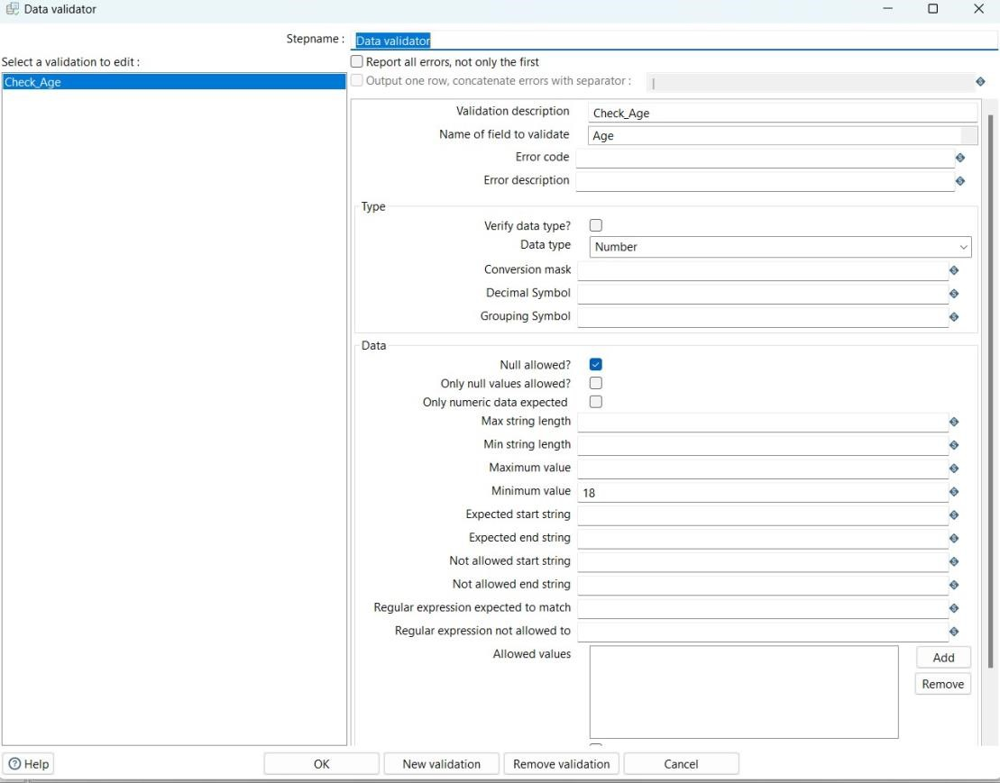 Data validator
Stepname : Data validator
Select a validation to edit :
Check_Age
Report all errors, not only the first
Output one row, concatenate errors with separator : |
Validation description Check_Age
Name of field to validate Age
Error code
Error description
Type
Verify data type?
Data type Number
Conversion mask
Decimal Symbol
Grouping Symbol
Data
Null allowed?
Only null values allowed?
Only numeric data expected
Max string length
Min string length
Maximum value
Minimum value 18
Expected start string
Expected end string
Not allowed start string
Not allowed end string
Regular expression expected to match
Regular expression not allowed to
Allowed values
Add
Remove
Help
OK
New validation
Remove validation
Cancel